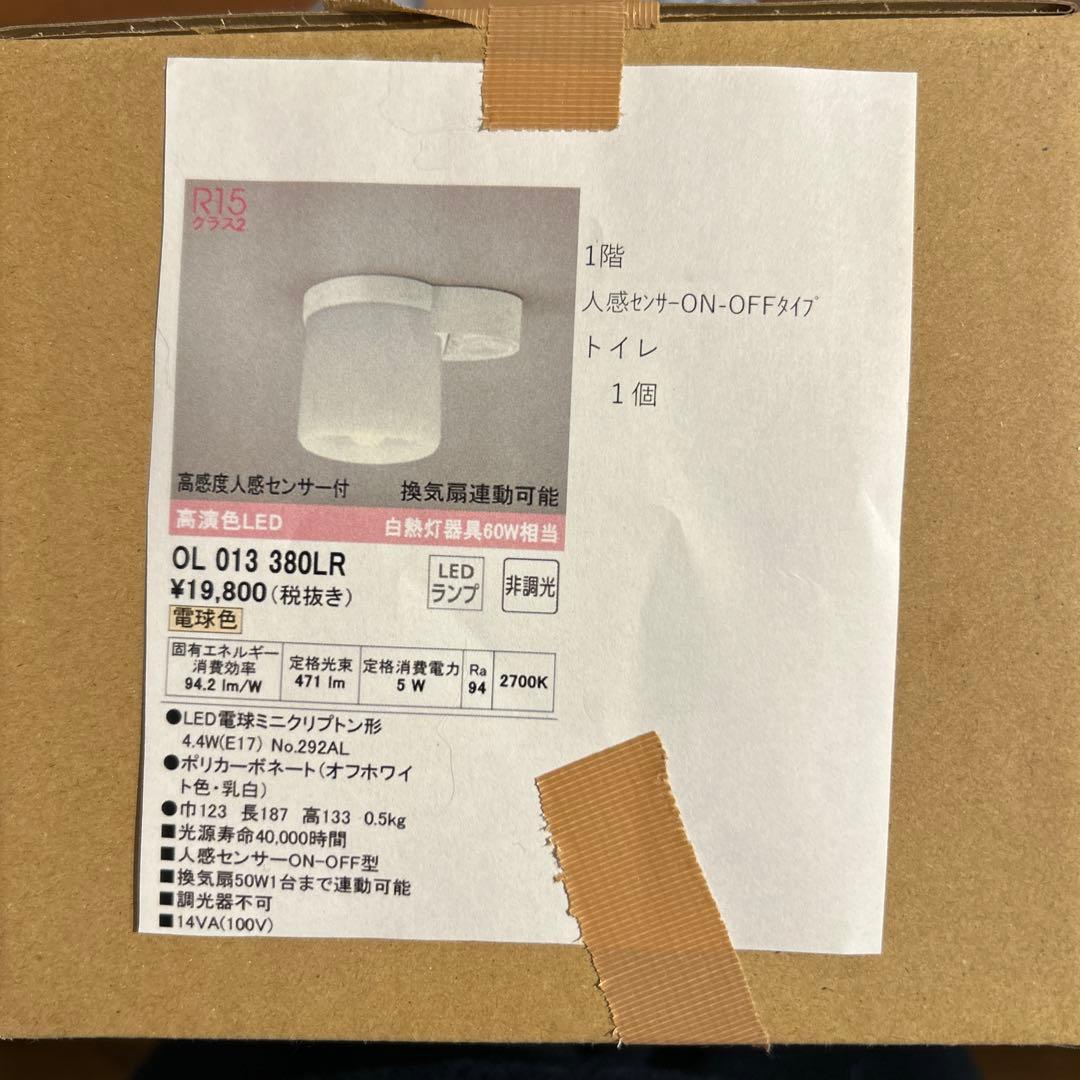 R15
クラス2
高感度人感センサー付
換気扇連動可能
高演色LED
白熱灯器具60W相当
OL 013 380LR
¥19,800(税抜き)
LED
ランプ
非調光
電球色
固有エネルギー
消費効率
94.2 lm/W
定格光束
471 lm
定格消費電力
5 W
Ra
94
2700K
●LED電球ミニクリプトン形
4.4W(E17) No.292AL
●ポリカーボネート(オフホワイ
ト色・乳白)
●巾123 長187 高133 0.5kg
■光源寿命40,000時間
■人感センサーON-OFF型
■換気扇50W1台まで連動可能
■調光器不可
■14VA(100V)
1階
人感ｾﾝｻｰON-OFFﾀｲﾌﾟ
トイレ
1個